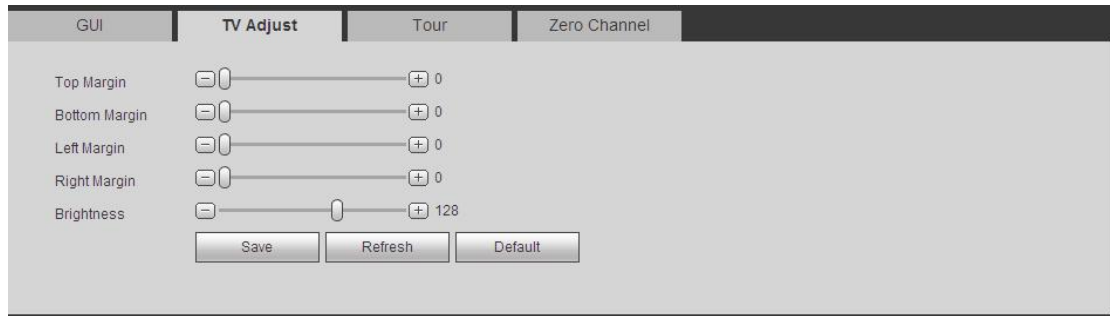 GUI TV Adjust Tour Zero Channel
Top Margin 0
Bottom Margin 0
Left Margin 0
Right Margin 0
Brightness 128
Save Refresh Default